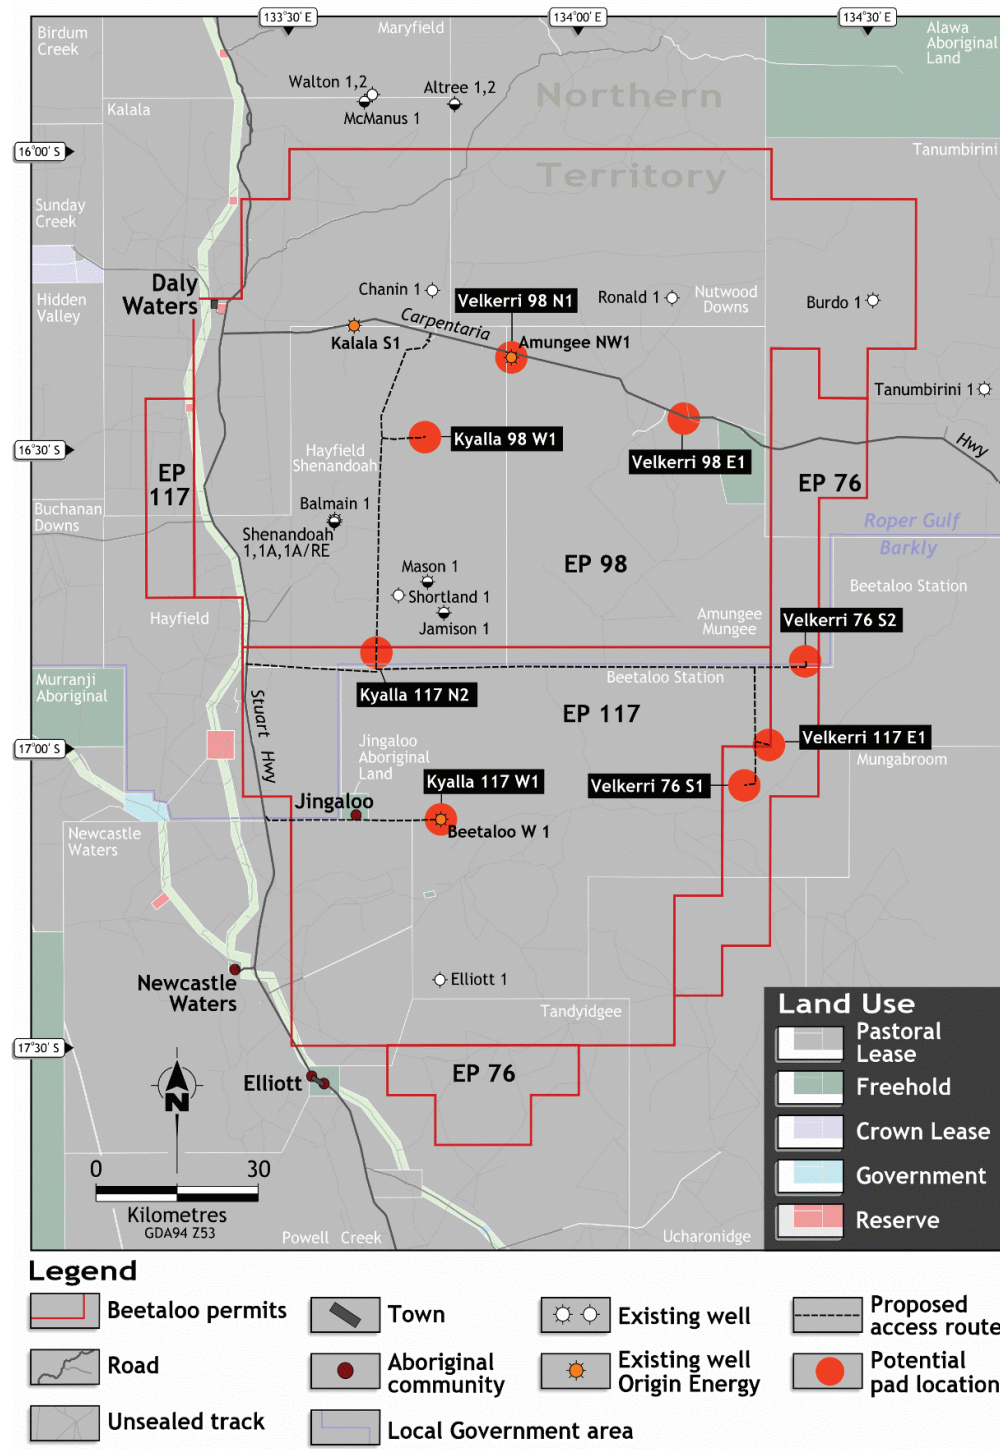 133°30' E
134°00' E
134°30' E
Birdum
Creek
Maryfield
Alawa
Aboriginal
Land
Walton 1,2
Altree 1,2
McManus 1
Kalala
Northern
Territory
16°00' S
Tanumbirini
Sunday
Creek
Daly
Waters
Hidden
Valley
Chanin 1
Velkerri 98 N1
Ronald 1
Nutwood
Downs
Burdo 1
Carpentaria
Kalala S1
Amungee NW1
Tanumbirini 1
Hwy
16°30' S
Kyalla 98 W1
Velkerri 98 E1
Hayfield
Shenandoah
EP
117
EP 76
Buchanan
Downs
Balmain 1
Shenandoah
1,1A,1A/RE
Roper Gulf
Barkly
EP 98
Mason 1
Shortland 1
Jamison 1
Beetaloo Station
Hayfield
Amungee
Mungee
Velkerri 76 S2
Murranji
Aboriginal
Beetaloo Station
Kyalla 117 N2
EP 117
Stuart Hwy
17°00' S
Jingaloo
Aboriginal
Land
Velkerri 117 E1
Mungabroom
Kyalla 117 W1
Velkerri 76 S1
Jingaloo
Beetaloo W 1
Newcastle
Waters
Newcastle
Waters
Elliott 1
Tandyidgee
17°30' S
Elliott
EP 76
N
0 30
Kilometres
GDA94 Z53
Powell Creek
Ucharonidge
Land Use
Pastoral
Lease
Freehold
Crown Lease
Government
Reserve
Legend
Beetaloo permits
Road
Unsealed track
Town
Aboriginal
community
Local Government area
Existing well
Existing well
Origin Energy
Proposed
access route
Potential
pad location